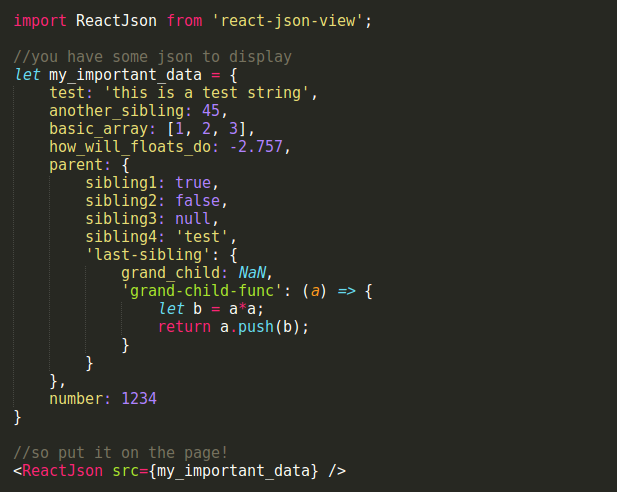 import ReactJson from 'react-json-view';

//you have some json to display
let my_important_data = {
    test: 'this is a test string',
    another_sibling: 45,
    basic_array: [1, 2, 3],
    how_will_floats_do: -2.757,
    parent: {
        sibling1: true,
        sibling2: false,
        sibling3: null,
        sibling4: 'test',
        'last-sibling': {
            grand_child: NaN,
            'grand-child-func': (a) => {
                let b = a*a;
                return a.push(b);
            }
        }
    },
    number: 1234
}

//so put it on the page!
<ReactJson src={my_important_data} />